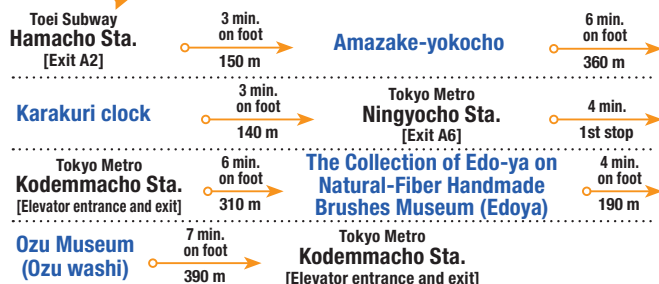 Toei Subway
Hamacho Sta.
[Exit A2]
3 min.
on foot
150 m
Amazake-yokocho
6 min.
on foot
360 m
Karakuri clock
3 min.
on foot
140 m
Tokyo Metro
Ningyocho Sta.
[Exit A6]
4 min.
1st stop
Tokyo Metro
Kodemmacho Sta.
[Elevator entrance and exit]
6 min.
on foot
310 m
The Collection of Edo-ya on
Natural-Fiber Handmade
Brushes Museum (Edoya)
4 min.
on foot
190 m
Ozu Museum
(Ozu washi)
7 min.
on foot
390 m
Tokyo Metro
Kodemmacho Sta.
[Elevator entrance and exit]